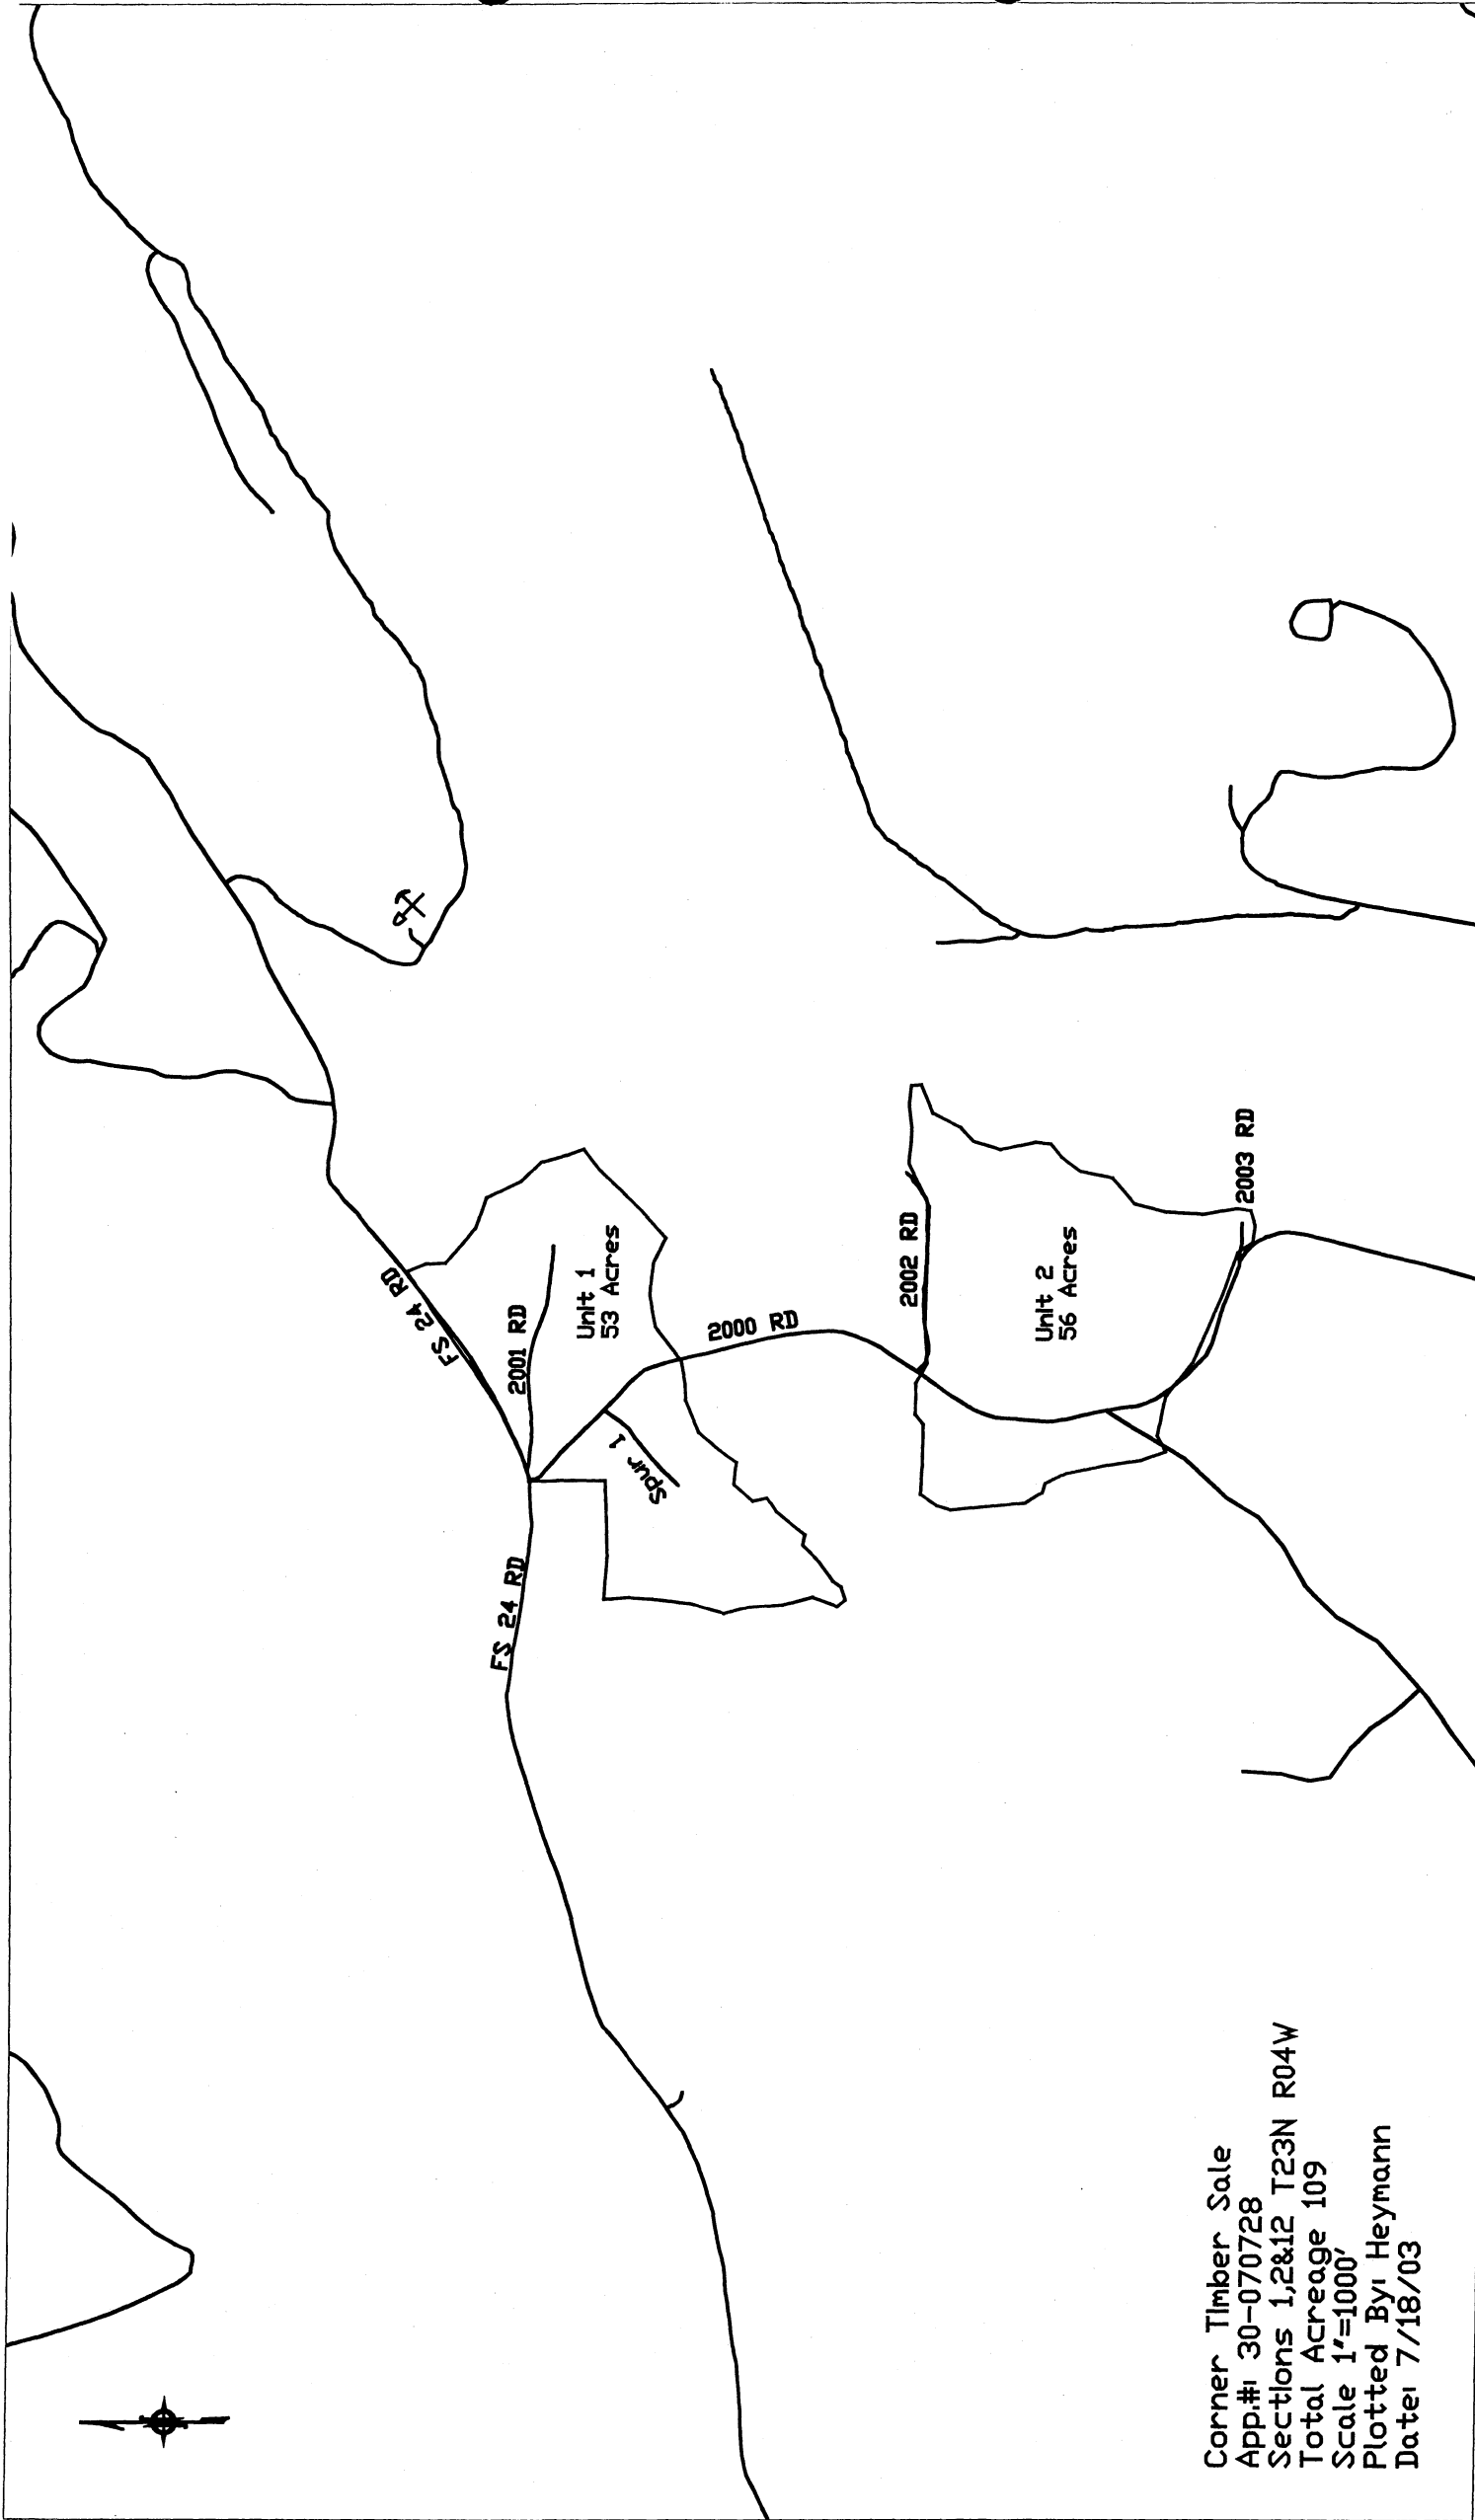 FS 24 RD
FS 24 RD
2001 RD
Unit 1
53 Acres
Spur 1
2000 RD
2002 RD
Unit 2
56 Acres
2003 RD
Corner Timber Sale
App.#: 30-070728
Sections 1,2&12 T23N R04W
Total Acreage 109
Scale 1"=1000'
Plotted By: Heymann
Date: 7/18/03